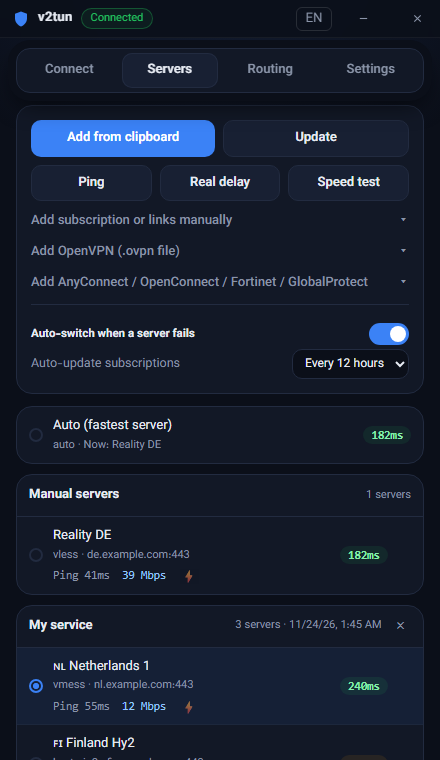 v2tun Connected EN
Connect Servers Routing Settings
Add from clipboard Update
Ping Real delay Speed test
Add subscription or links manually
Add OpenVPN (.ovpn file)
Add AnyConnect / OpenConnect / Fortinet / GlobalProtect
Auto-switch when a server fails
Auto-update subscriptions Every 12 hours
Auto (fastest server)
auto · Now: Reality DE 182ms
Manual servers 1 servers
Reality DE
vless · de.example.com:443 182ms
Ping 41ms 39 Mbps
My service 3 servers · 11/24/26, 1:45 AM ×
NL Netherlands 1
vmess · nl.example.com:443 240ms
Ping 55ms 12 Mbps
FI Finland Hy2